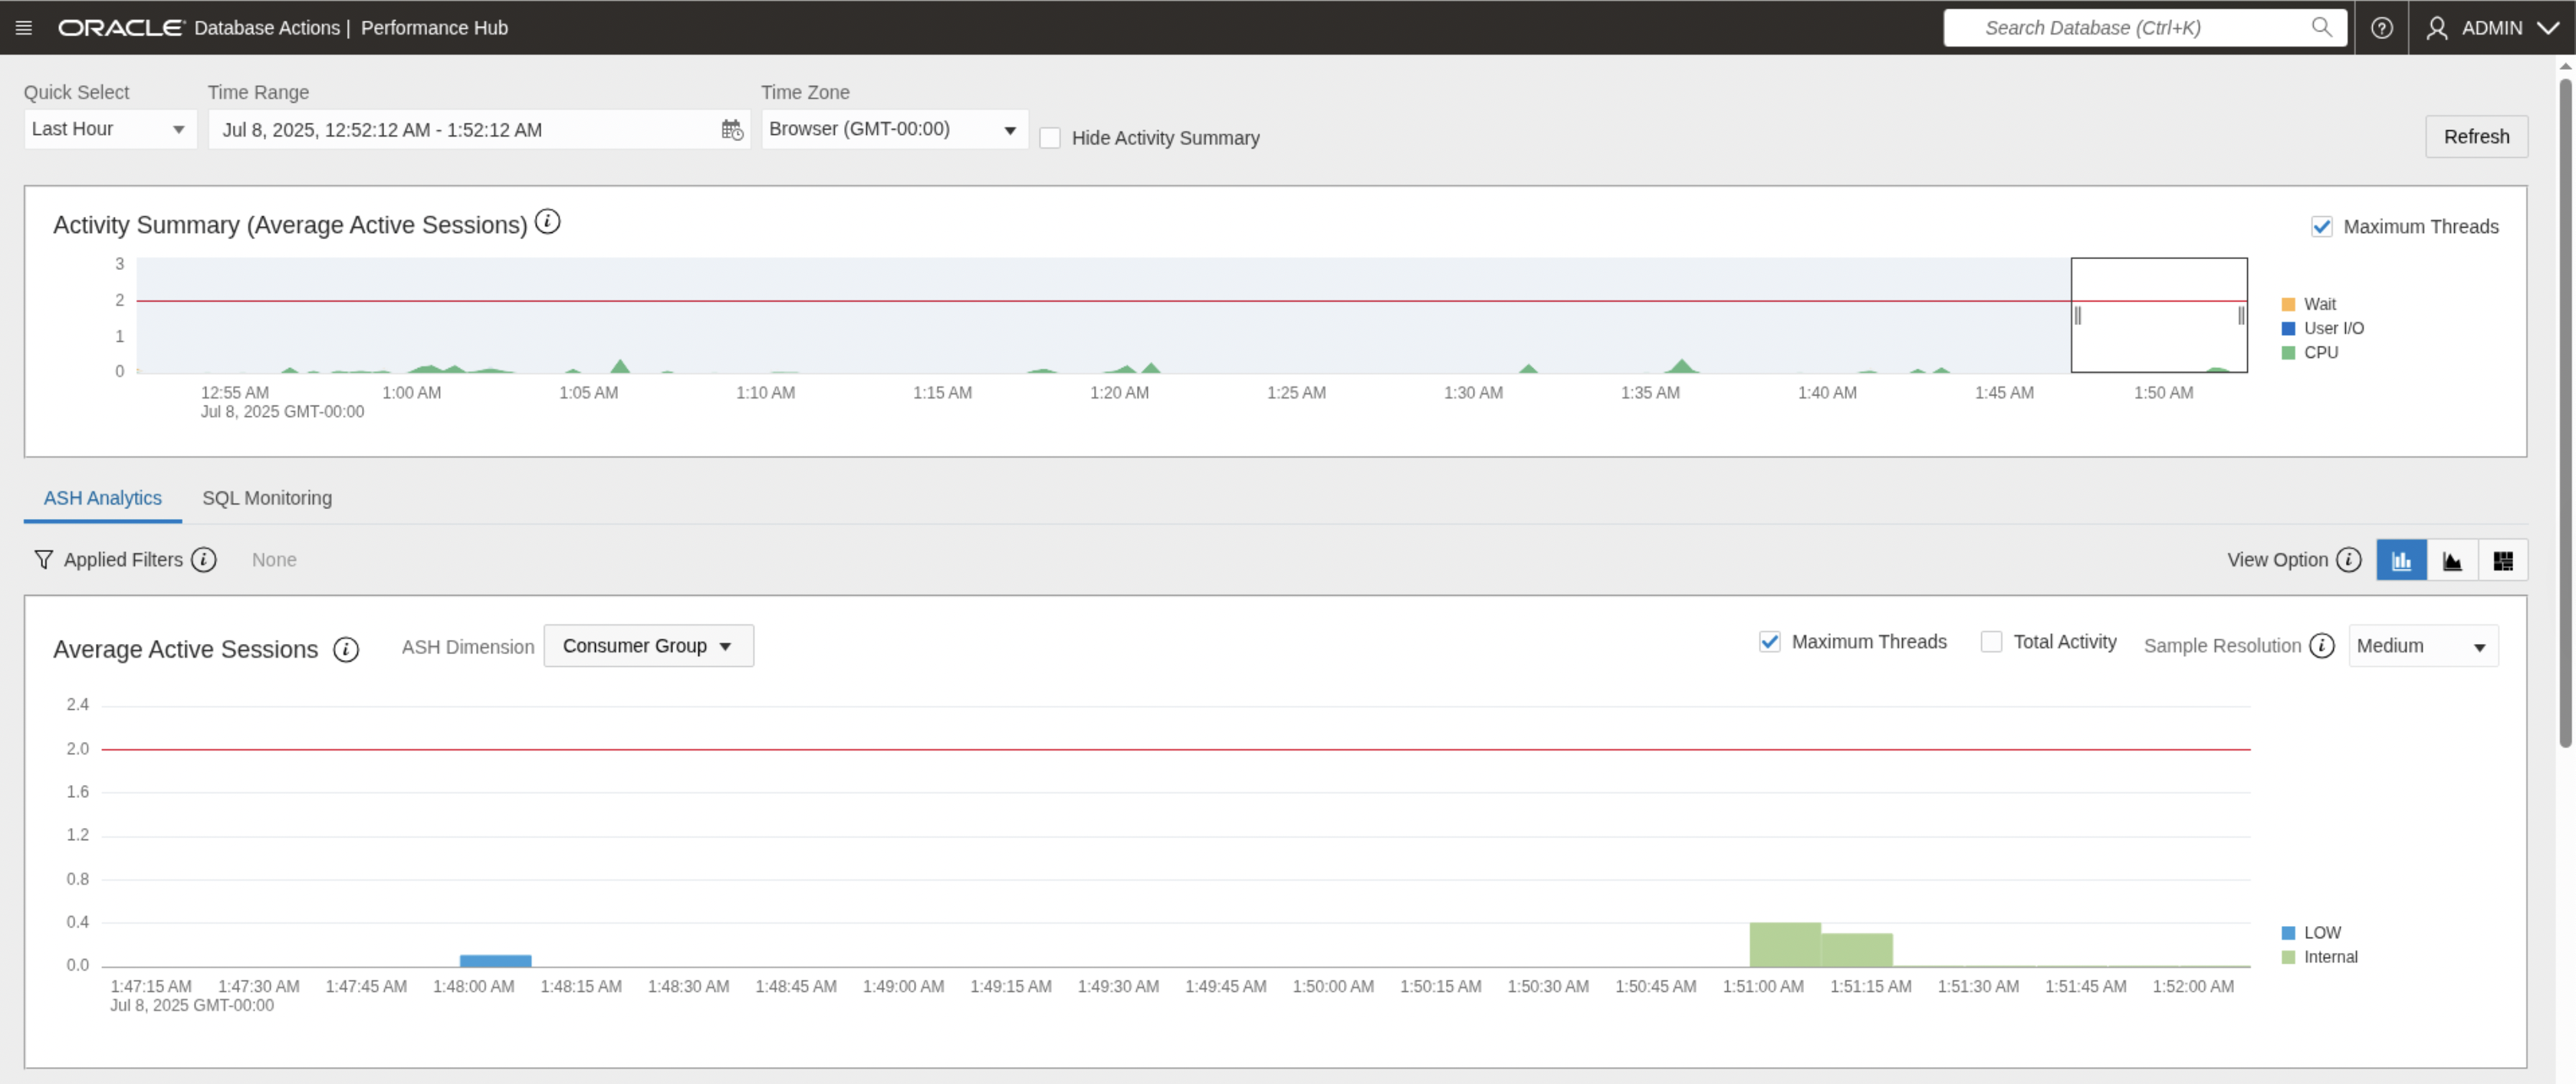 ORACLE Database Actions | Performance Hub Search Database (Ctrl+K) ADMIN
Quick Select Time Range Time Zone
Last Hour Jul 8, 2025, 12:52:12 AM - 1:52:12 AM Browser (GMT-00:00) Hide Activity Summary Refresh
Activity Summary (Average Active Sessions) Maximum Threads
3
2
1
0
Wait
User I/O
CPU
12:55 AM 1:00 AM 1:05 AM 1:10 AM 1:15 AM 1:20 AM 1:25 AM 1:30 AM 1:35 AM 1:40 AM 1:45 AM 1:50 AM
Jul 8, 2025 GMT-00:00
ASH Analytics SQL Monitoring
Applied Filters None View Option
Average Active Sessions ASH Dimension Consumer Group Maximum Threads Total Activity Sample Resolution Medium
2.4
2.0
1.6
1.2
0.8
0.4
0.0
LOW
Internal
1:47:15 AM 1:47:30 AM 1:47:45 AM 1:48:00 AM 1:48:15 AM 1:48:30 AM 1:48:45 AM 1:49:00 AM 1:49:15 AM 1:49:30 AM 1:49:45 AM 1:50:00 AM 1:50:15 AM 1:50:30 AM 1:50:45 AM 1:51:00 AM 1:51:15 AM 1:51:30 AM 1:51:45 AM 1:52:00 AM
Jul 8, 2025 GMT-00:00